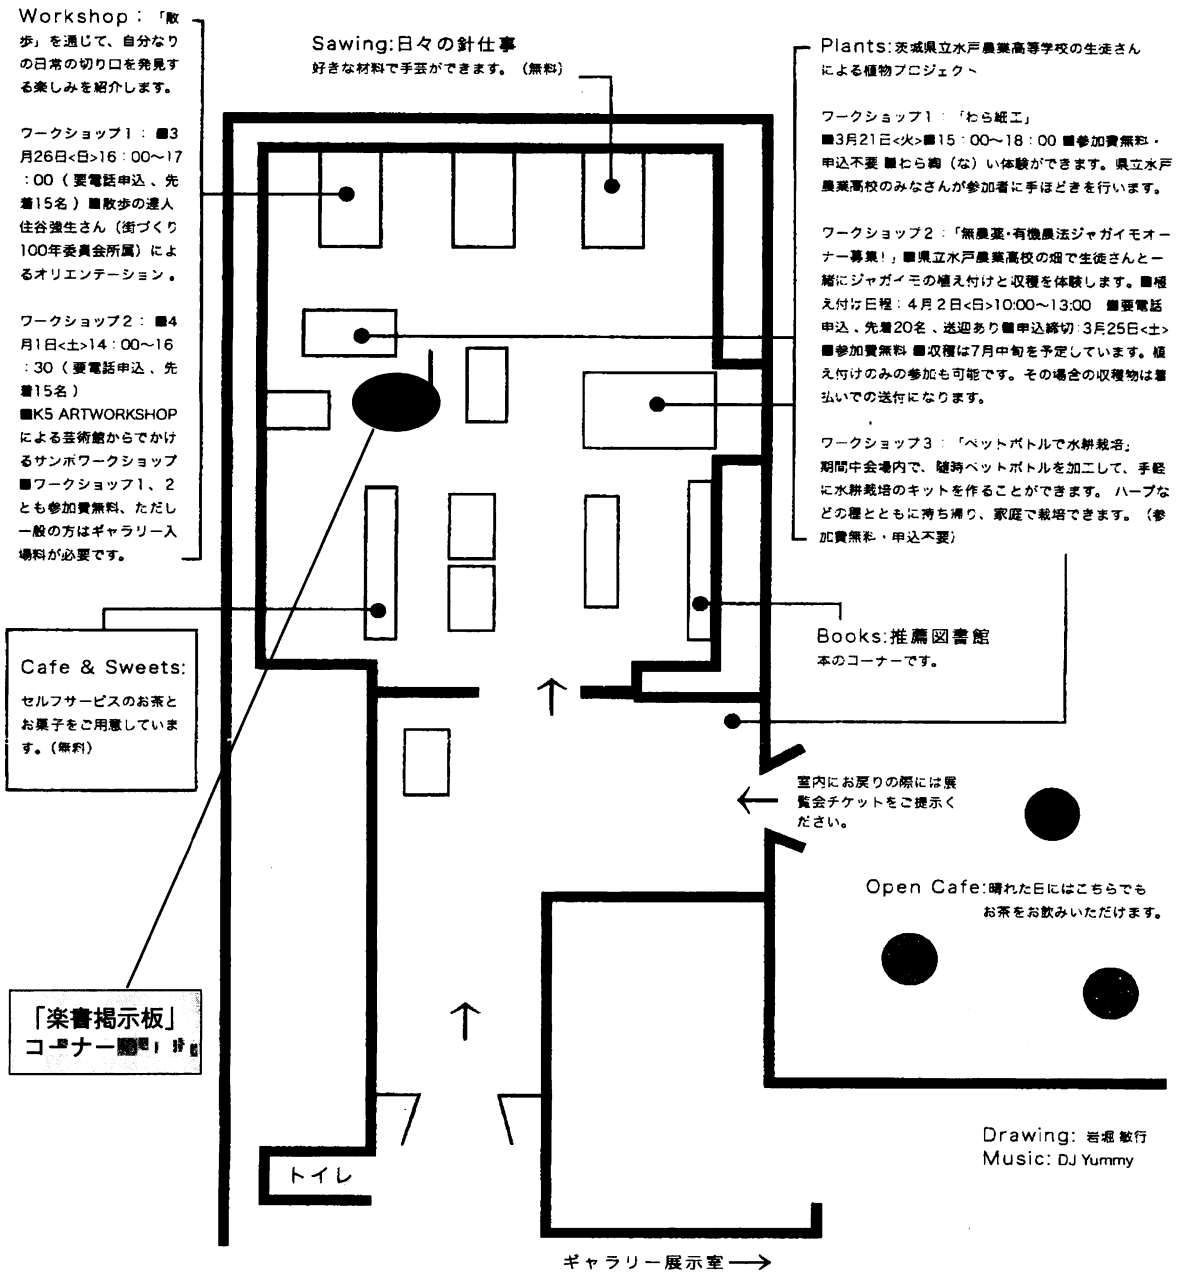 Workshop：「散
歩」を通じて、自分なり
の日常の切り口を発見す
る楽しみを紹介します。
ワークショップ1：■3
月26日<日>16：00〜17
：00（要電話申込、先
着15名）■散歩の達人
住谷強生さん（街づくり
100年委員会所属）によ
るオリエンテーション。
ワークショップ2：■4
月1日<土>14：00〜16
：30（要電話申込、先
着15名）
■K5 ARTWORKSHOP
による芸術館からでかけ
るサンポワークショップ
■ワークショップ1、2
とも参加費無料、ただし
一般の方はギャラリー入
場料が必要です。
Sawing:日々の針仕事
好きな材料で手芸ができます。（無料）
Plants:茨城県立水戸農業高等学校の生徒さん
による植物プロジェクト
ワークショップ1：「わら細工」
■3月21日<火>■15：00〜18：00 ■参加費無料・
申込不要 ■わら綯（な）い体験ができます。県立水戸
農業高校のみなさんが参加者に手ほどきを行います。
ワークショップ2：「無農薬・有機農法ジャガイモオー
ナー募集！」■県立水戸農業高校の畑で生徒さんと一
緒にジャガイモの植え付けと収穫を体験します。■植
え付け日程：4月2日<日>10:00〜13:00 ■要電話
申込、先着20名、送迎あり■申込締切:3月25日<土>
■参加費無料 ■収穫は7月中旬を予定しています。植
え付けのみの参加も可能です。その場合の収穫物は着
払いでの送付になります。
ワークショップ3：「ペットボトルで水耕栽培」
期間中会場内で、随時ペットボトルを加工して、手軽
に水耕栽培のキットを作ることができます。ハーブな
どの種とともに持ち帰り、家庭で栽培できます。（参
加費無料・申込不要）
Books:推薦図書館
本のコーナーです。
Cafe & Sweets:
セルフサービスのお茶と
お菓子をご用意していま
す。（無料）
室内にお戻りの際には展
覧会チケットをご提示く
ださい。
Open Cafe:晴れた日にはこちらでも
お茶をお飲みいただけます。
「楽書掲示板」
コーナー
Drawing: 岩堀 敏行
Music: DJ Yummy
トイレ
ギャラリー展示室→